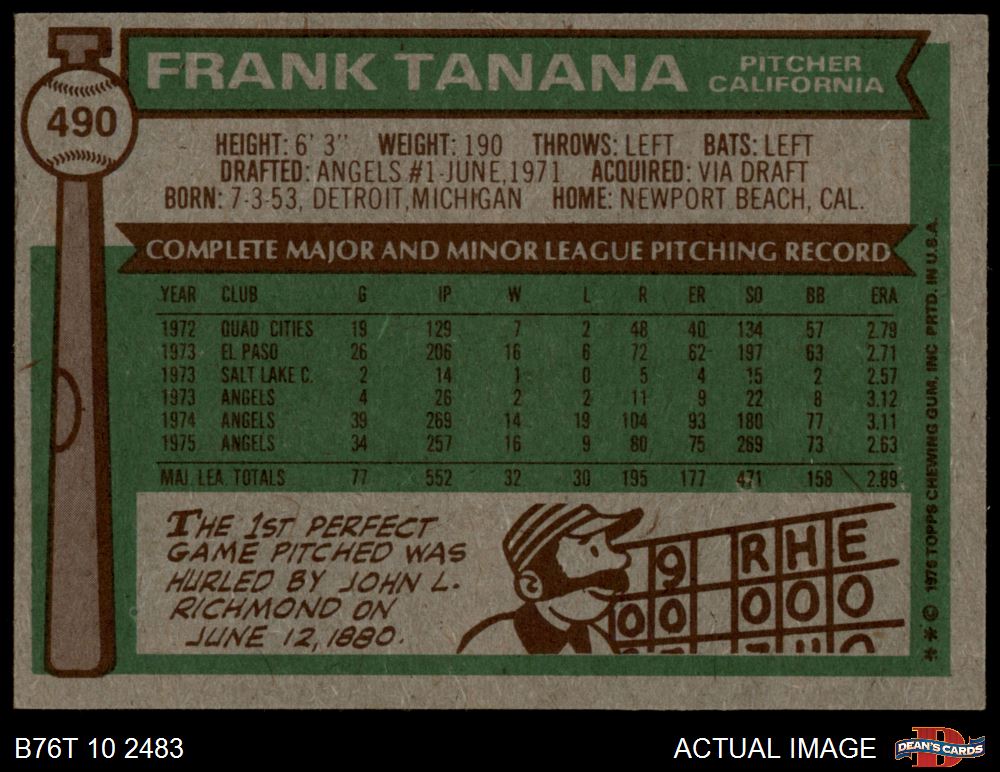 490
FRANK TANANA
PITCHER
CALIFORNIA
HEIGHT: 6' 3" WEIGHT: 190 THROWS: LEFT BATS: LEFT
DRAFTED: ANGELS #1-JUNE, 1971 ACQUIRED: VIA DRAFT
BORN: 7-3-53, DETROIT, MICHIGAN HOME: NEWPORT BEACH, CAL.
COMPLETE MAJOR AND MINOR LEAGUE PITCHING RECORD
YEAR CLUB G IP W L R ER SO BB ERA
1972 QUAD CITIES 19 129 7 2 48 40 134 57 2.79
1973 EL PASO 26 206 16 6 72 62 197 63 2.71
1973 SALT LAKE C. 2 14 1 0 5 4 15 2 2.57
1973 ANGELS 4 26 2 2 11 9 22 8 3.12
1974 ANGELS 39 269 14 19 104 93 180 77 3.11
1975 ANGELS 34 257 16 9 80 75 269 73 2.63
MAJ. LEA. TOTALS 77 552 32 30 195 177 471 158 2.89
THE 1ST PERFECT
GAME PITCHED WAS
HURLED BY JOHN L.
RICHMOND ON
JUNE 12, 1880.
9 R H E
0 0 0 0 0
* * © 1976 TOPPS CHEWING GUM, INC. PRTD. IN U.S.A.
B76T 10 2483
ACTUAL IMAGE
D
DEAN'S CARDS